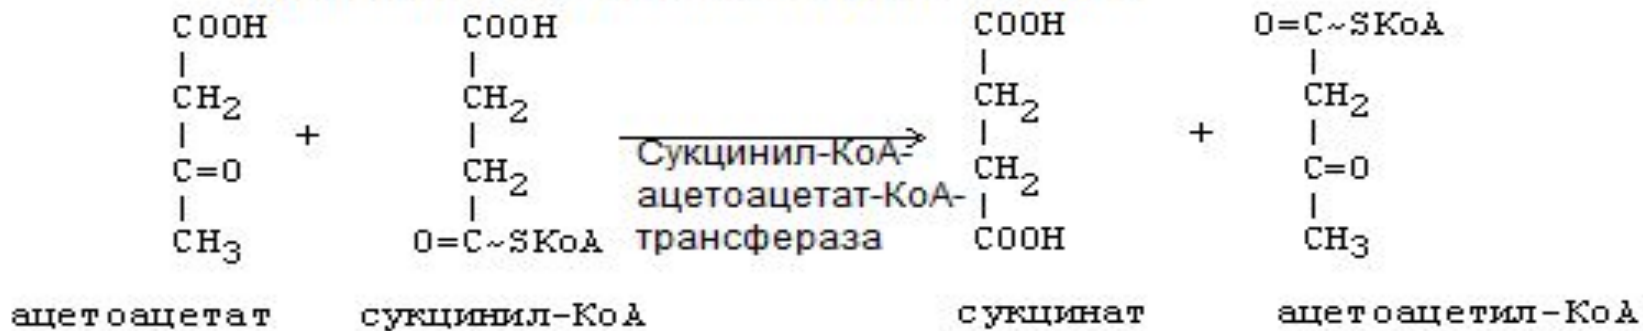 COOH COOH COOH O=C~SKoA
| | | |
CH2 CH2 CH2 CH2
| + | + |
C=O CH2 Сукцинил-КоА- CH2 C=O
| | ацетоацетат-КоА- | |
CH3 O=C~SKoA трансфераза COOH CH3
ацетоацетат сукцинил-КоА сукцинат ацетоацетил-КоА